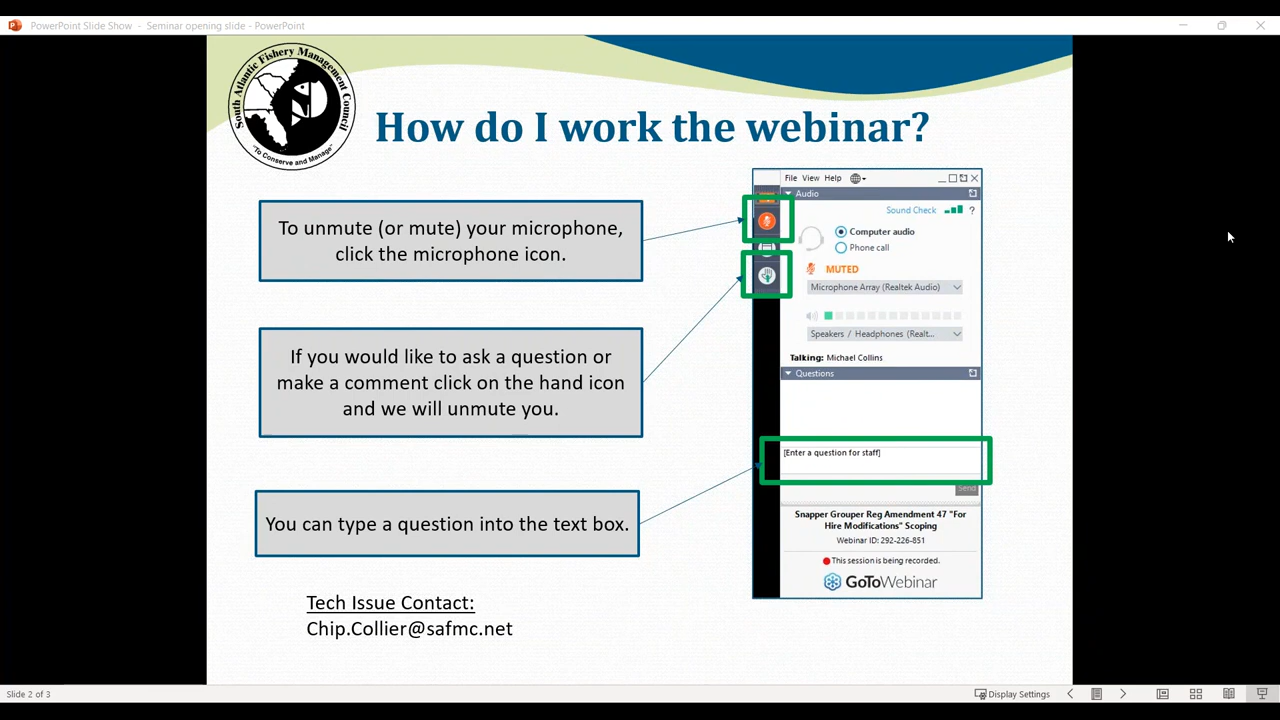 PowerPoint Slide Show - Seminar opening slide - PowerPoint
South Atlantic Fishery Management Council
"To Conserve and Manage"
How do I work the webinar?
To unmute (or mute) your microphone,
click the microphone icon.
If you would like to ask a question or
make a comment click on the hand icon
and we will unmute you.
You can type a question into the text box.
Tech Issue Contact:
Chip.Collier@safmc.net
File View Help
Audio
Sound Check ?
Computer audio
Phone call
MUTED
Microphone Array (Realtek Audio)
Speakers / Headphones (Realt...
Talking: Michael Collins
Questions
[Enter a question for staff]
Send
Snapper Grouper Reg Amendment 47 "For
Hire Modifications" Scoping
Webinar ID: 292-226-851
This session is being recorded.
GoToWebinar
Slide 2 of 3
Display Settings